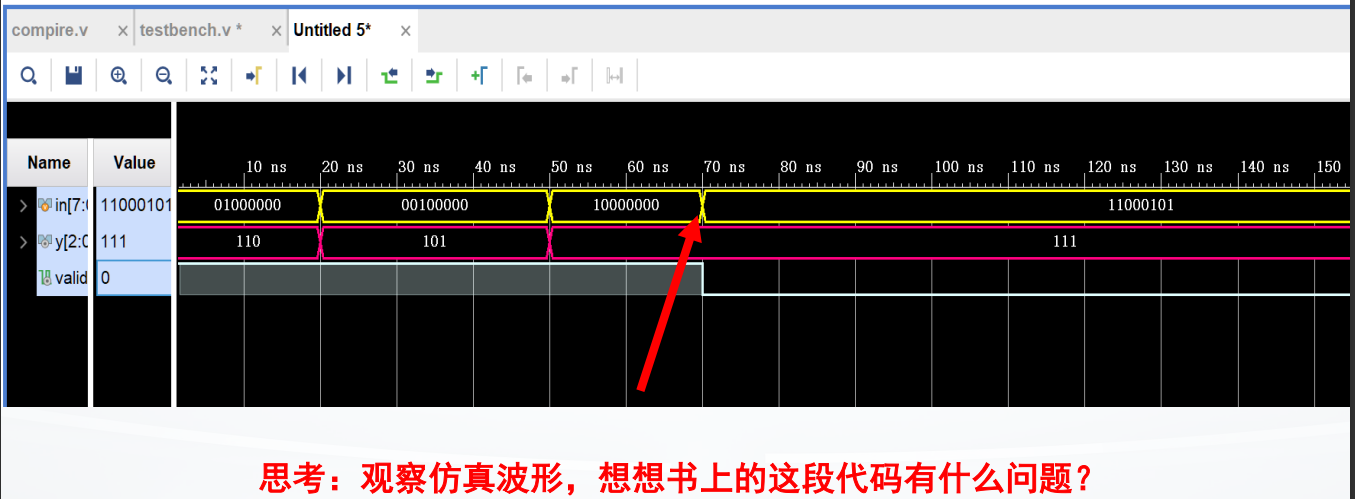 compire.v × testbench.v * × Untitled 5* ×
Name Value 10 ns 20 ns 30 ns 40 ns 50 ns 60 ns 70 ns 80 ns 90 ns 100 ns 110 ns 120 ns 130 ns 140 ns 150
in[7:0 11000101 01000000 00100000 10000000 11000101
y[2:0 111 110 101 111
valid 0
思考：观察仿真波形，想想书上的这段代码有什么问题？